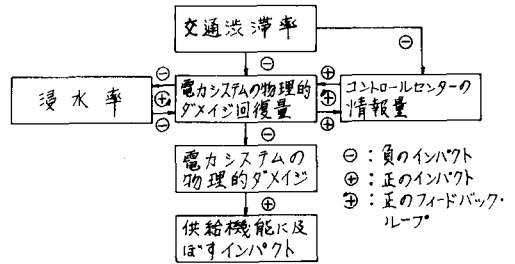 交通渋滞率
⊖
⊖
⊖
⊕
浸水率
⊕
電力システムの物理的
ダメイジ回復量
⊕
コントロールセンターの
情報量
⊖
⊕
⊖
電力システムの
物理的ダメイジ
⊕
供給機能に及
ぼすインパクト
⊖:負のインパクト
⊕:正のインパクト
⊕:正のフィードバック・
ループ